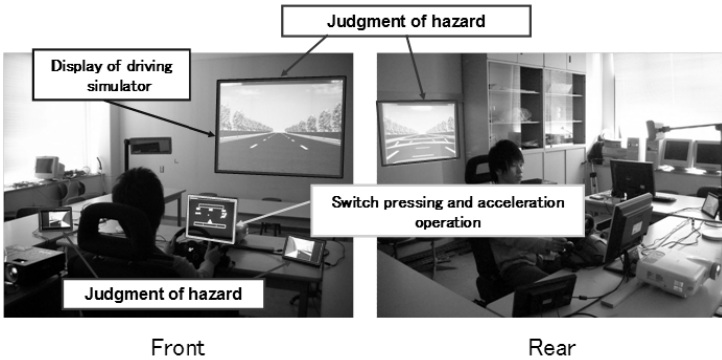 Judgment of hazard
Display of driving
simulator
Switch pressing and acceleration
operation
Judgment of hazard
Front
Rear